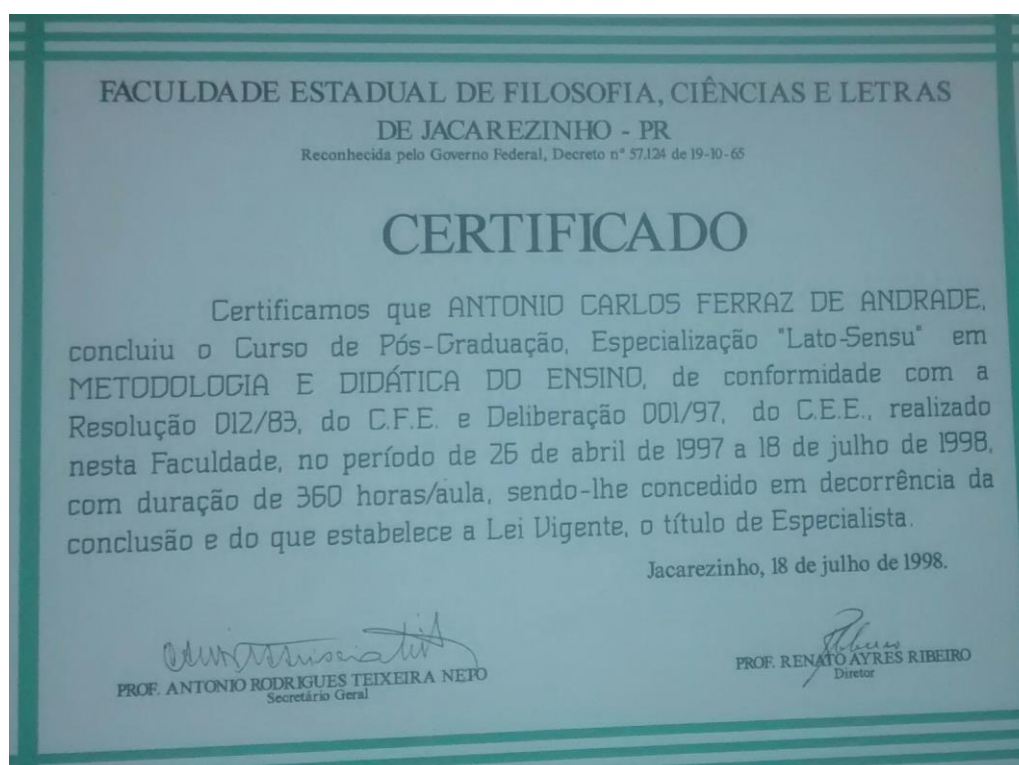 FACULDADE ESTADUAL DE FILOSOFIA, CIÊNCIAS E LETRAS
DE JACAREZINHO - PR
Reconhecida pelo Governo Federal, Decreto nº 57.124 de 19-10-65
CERTIFICADO
Certificamos que ANTONIO CARLOS FERRAZ DE ANDRADE,
concluiu o Curso de Pós-Graduação, Especialização "Lato-Sensu" em
METODOLOGIA E DIDÁTICA DO ENSINO, de conformidade com a
Resolução 012/83, do C.F.E. e Deliberação 001/97, do C.E.E., realizado
nesta Faculdade, no período de 26 de abril de 1997 a 18 de julho de 1998,
com duração de 360 horas/aula, sendo-lhe concedido em decorrência da
conclusão e do que estabelece a Lei Vigente, o título de Especialista.
Jacarezinho, 18 de julho de 1998.
PROF. ANTONIO RODRIGUES TEIXEIRA NETO
Secretário Geral
PROF. RENATO AYRES RIBEIRO
Diretor